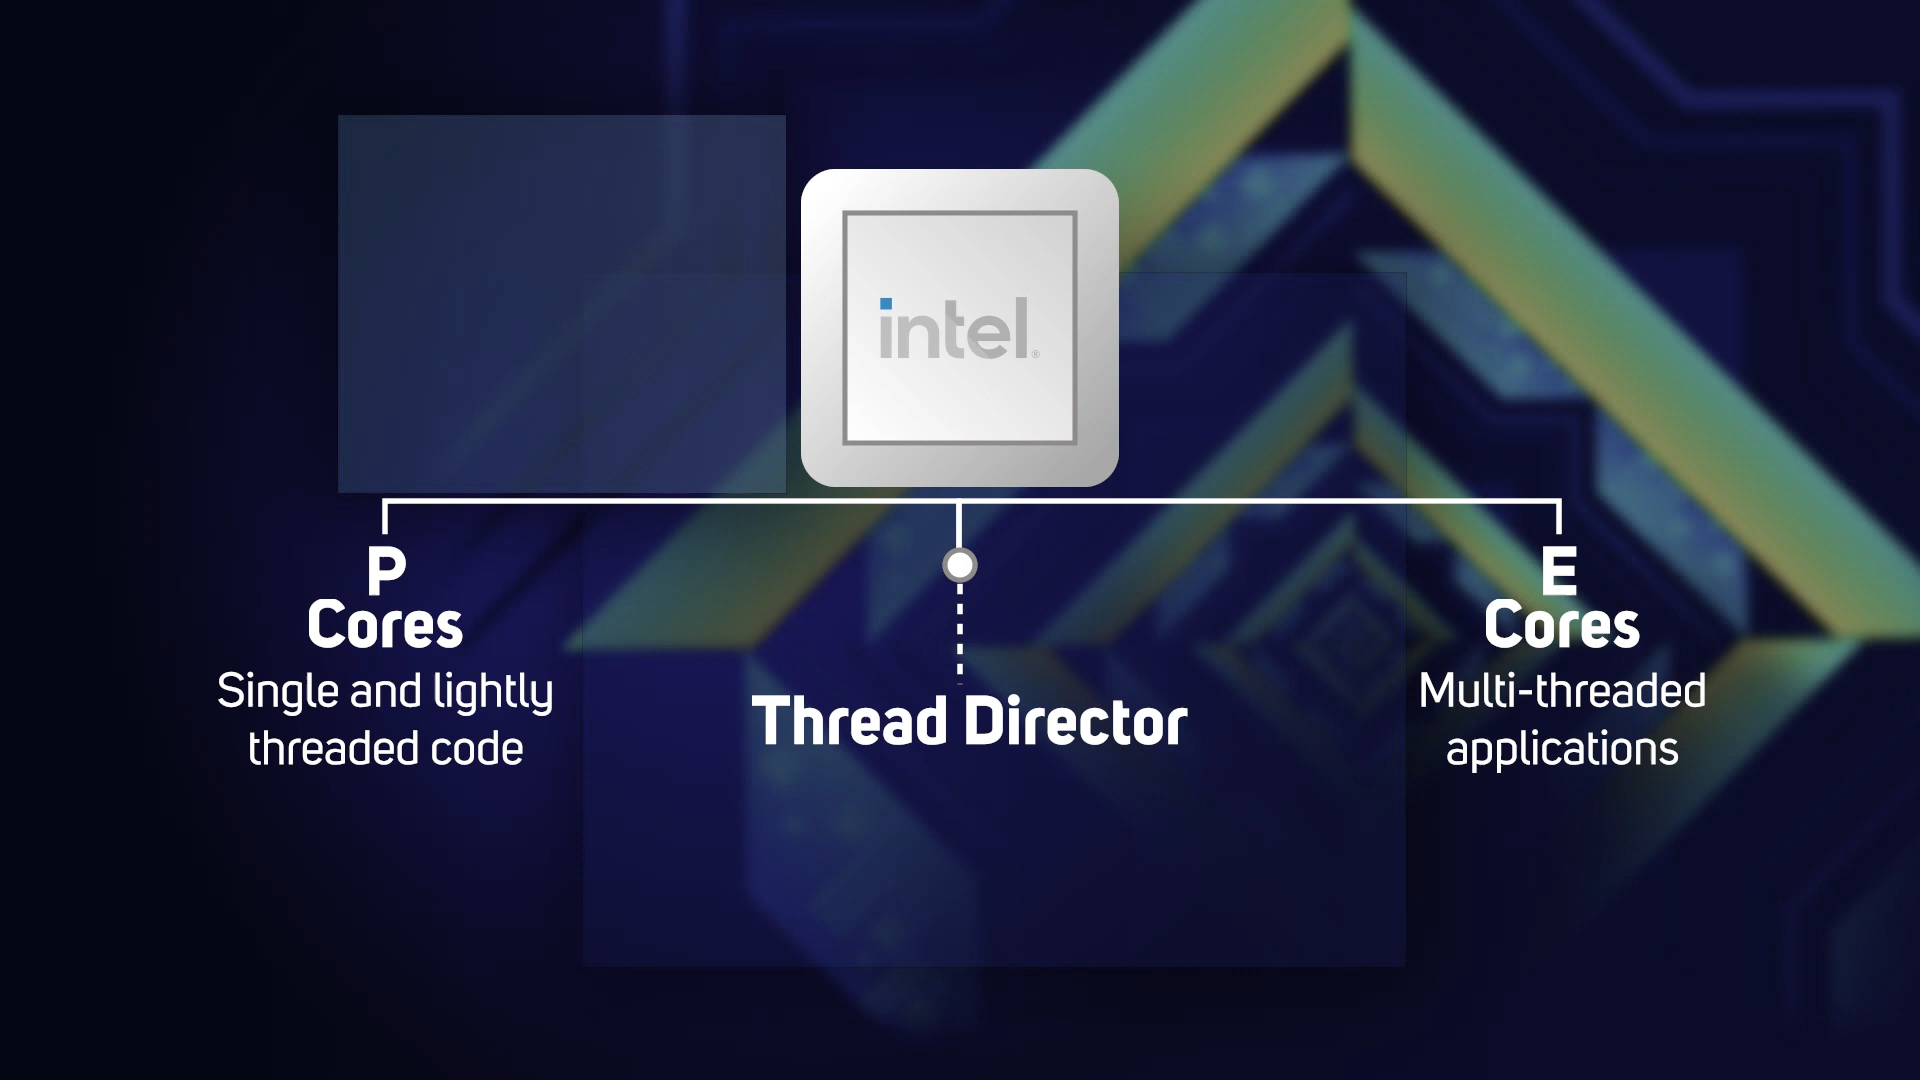 intel®
P
Cores
Single and lightly
threaded code
Thread Director
E
Cores
Multi-threaded
applications